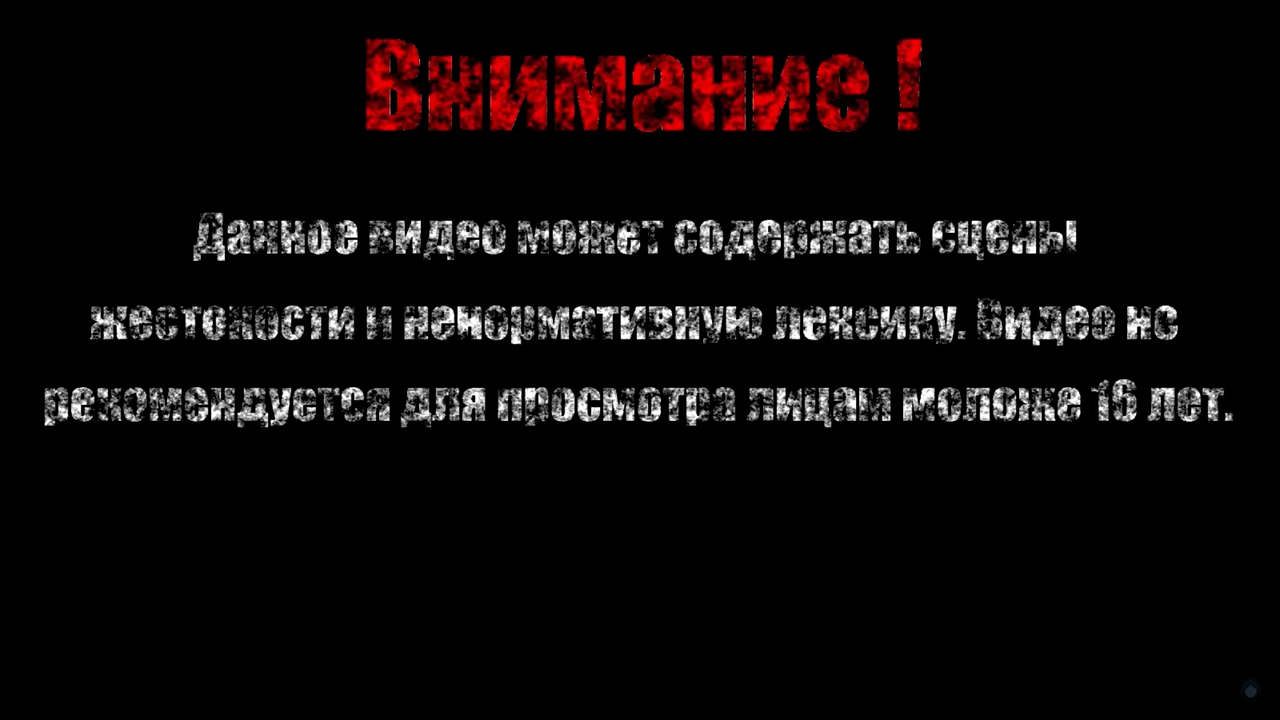 Внимание !
Данное видео может содержать сцены
жестокости и ненормативную лексику. Видео не
рекомендуется для просмотра лицам моложе 16 лет.